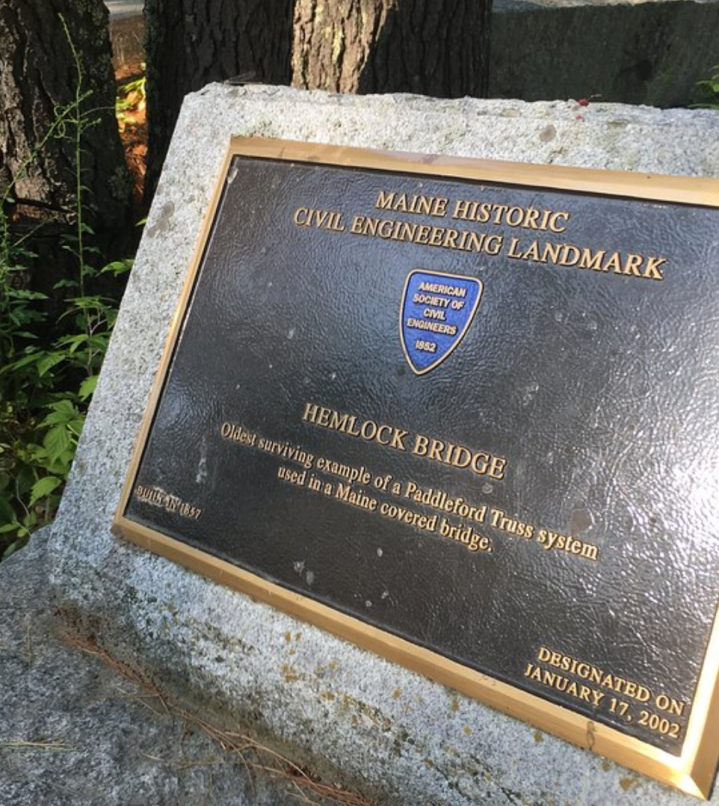 MAINE HISTORIC
CIVIL ENGINEERING LANDMARK
AMERICAN
SOCIETY OF
CIVIL
ENGINEERS
1852
HEMLOCK BRIDGE
Oldest surviving example of a Paddleford Truss system
used in a Maine covered bridge.
BUILT IN 1857
DESIGNATED ON
JANUARY 17, 2002